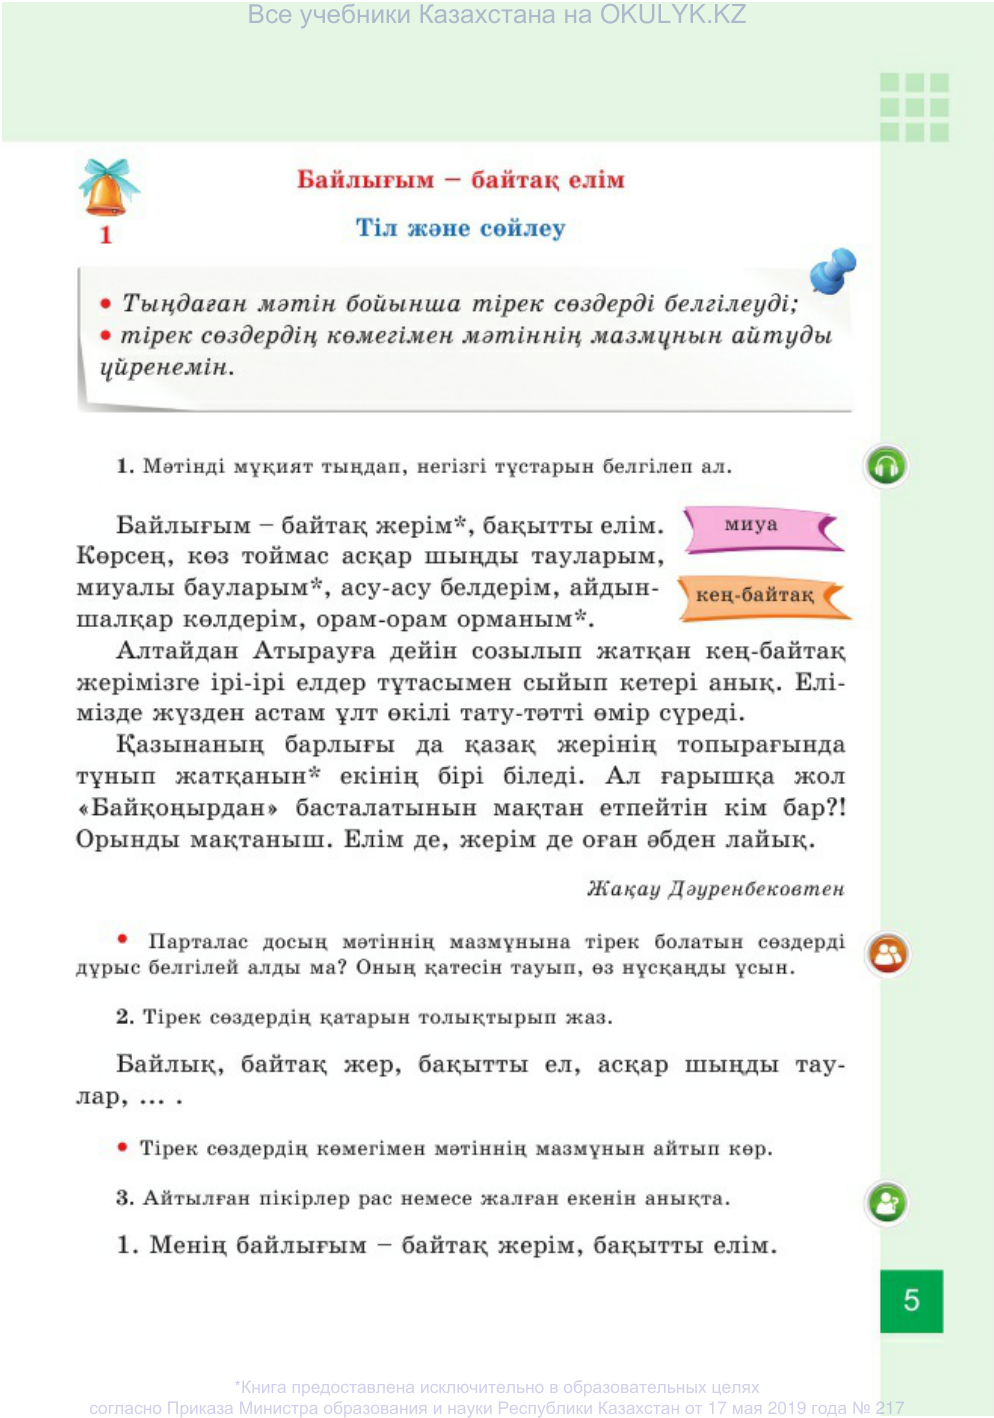 Все учебники Казахстана на OKULYK.KZ
Байлығым – байтақ елім
1
Тіл және сөйлеу
• Тыңдаған мәтін бойынша тірек сөздерді белгілеуді;
• тірек сөздердің көмегімен мәтіннің мазмұнын айтуды
үйренемін.
1. Мәтінді мұқият тыңдап, негізгі тұстарын белгілеп ал.
Байлығым – байтақ жерім*, бақытты елім.
Көрсең, көз тоймас асқар шыңды тауларым,
миуалы бауларым*, асу-асу белдерім, айдын-
шалқар көлдерім, орам-орам орманым*.
миуа
кең-байтақ
Алтайдан Атырауға дейін созылып жатқан кең-байтақ
жерімізге ірі-ірі елдер тұтасымен сыйып кетері анық. Елі-
мізде жүзден астам ұлт өкілі тату-тәтті өмір сүреді.
Қазынаның барлығы да қазақ жерінің топырағында
тұнып жатқанын* екінің бірі біледі. Ал ғарышқа жол
«Байқоңырдан» басталатынын мақтан етпейтін кім бар?!
Орынды мақтаныш. Елім де, жерім де оған әбден лайық.
Жақау Дәуренбековтен
• Парталас досың мәтіннің мазмұнына тірек болатын сөздерді
дұрыс белгілей алды ма? Оның қатесін тауып, өз нұсқаңды ұсын.
2. Тірек сөздердің қатарын толықтырып жаз.
Байлық, байтақ жер, бақытты ел, асқар шыңды тау-
лар, ... .
• Тірек сөздердің көмегімен мәтіннің мазмұнын айтып көр.
3. Айтылған пікірлер рас немесе жалған екенін анықта.
1. Менің байлығым – байтақ жерім, бақытты елім.
5
*Книга предоставлена исключительно в образовательных целях
согласно Приказа Министра образования и науки Республики Казахстан от 17 мая 2019 года № 217